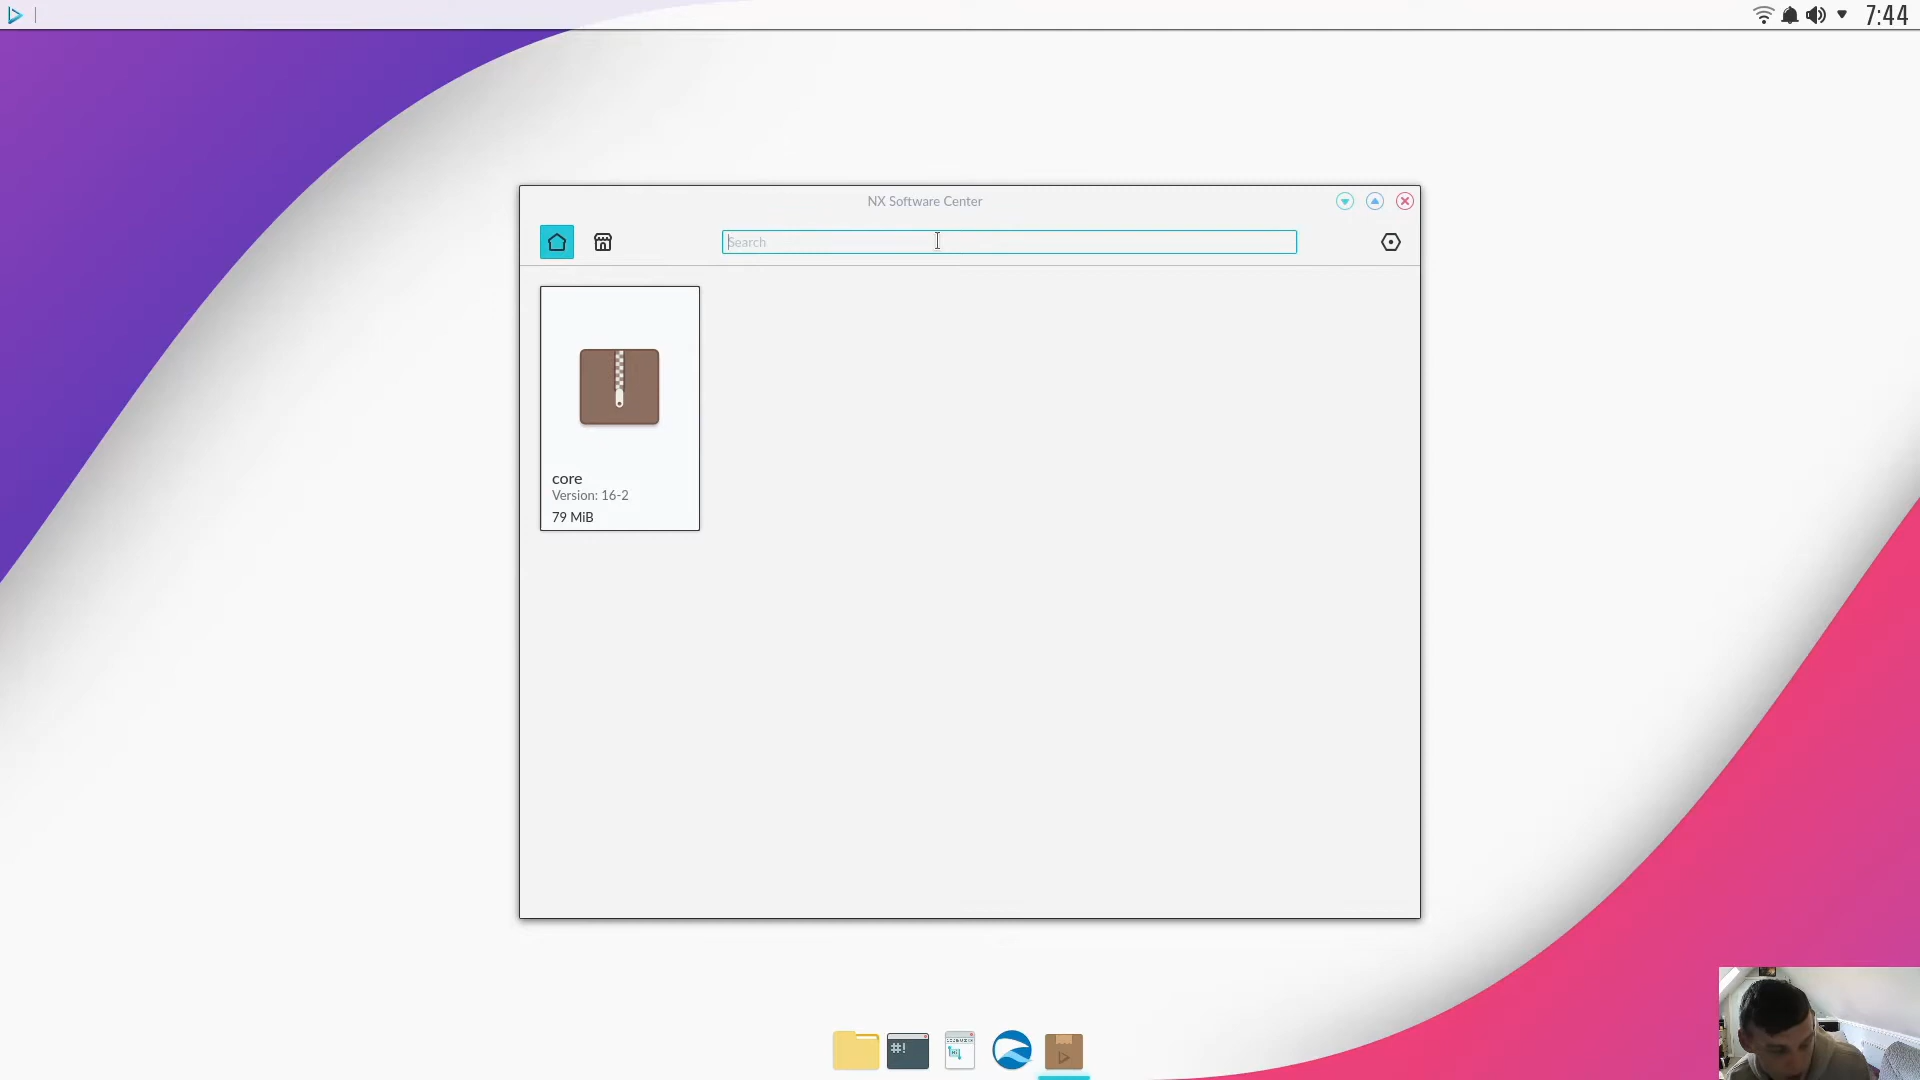 7:44
NX Software Center
Search
core
Version: 16-2
79 MiB
#!